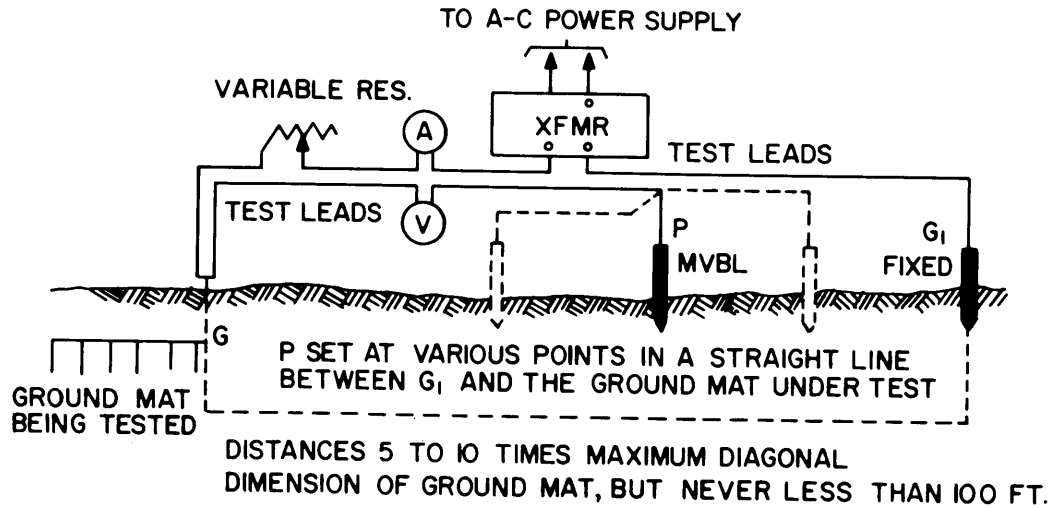 TO A-C POWER SUPPLY
VARIABLE RES.
A
XFMR
TEST LEADS
TEST LEADS
V
P
MVBL
G₁
FIXED
G
P SET AT VARIOUS POINTS IN A STRAIGHT LINE
BETWEEN G₁ AND THE GROUND MAT UNDER TEST
GROUND MAT
BEING TESTED
DISTANCES 5 TO 10 TIMES MAXIMUM DIAGONAL
DIMENSION OF GROUND MAT, BUT NEVER LESS THAN 100 FT.